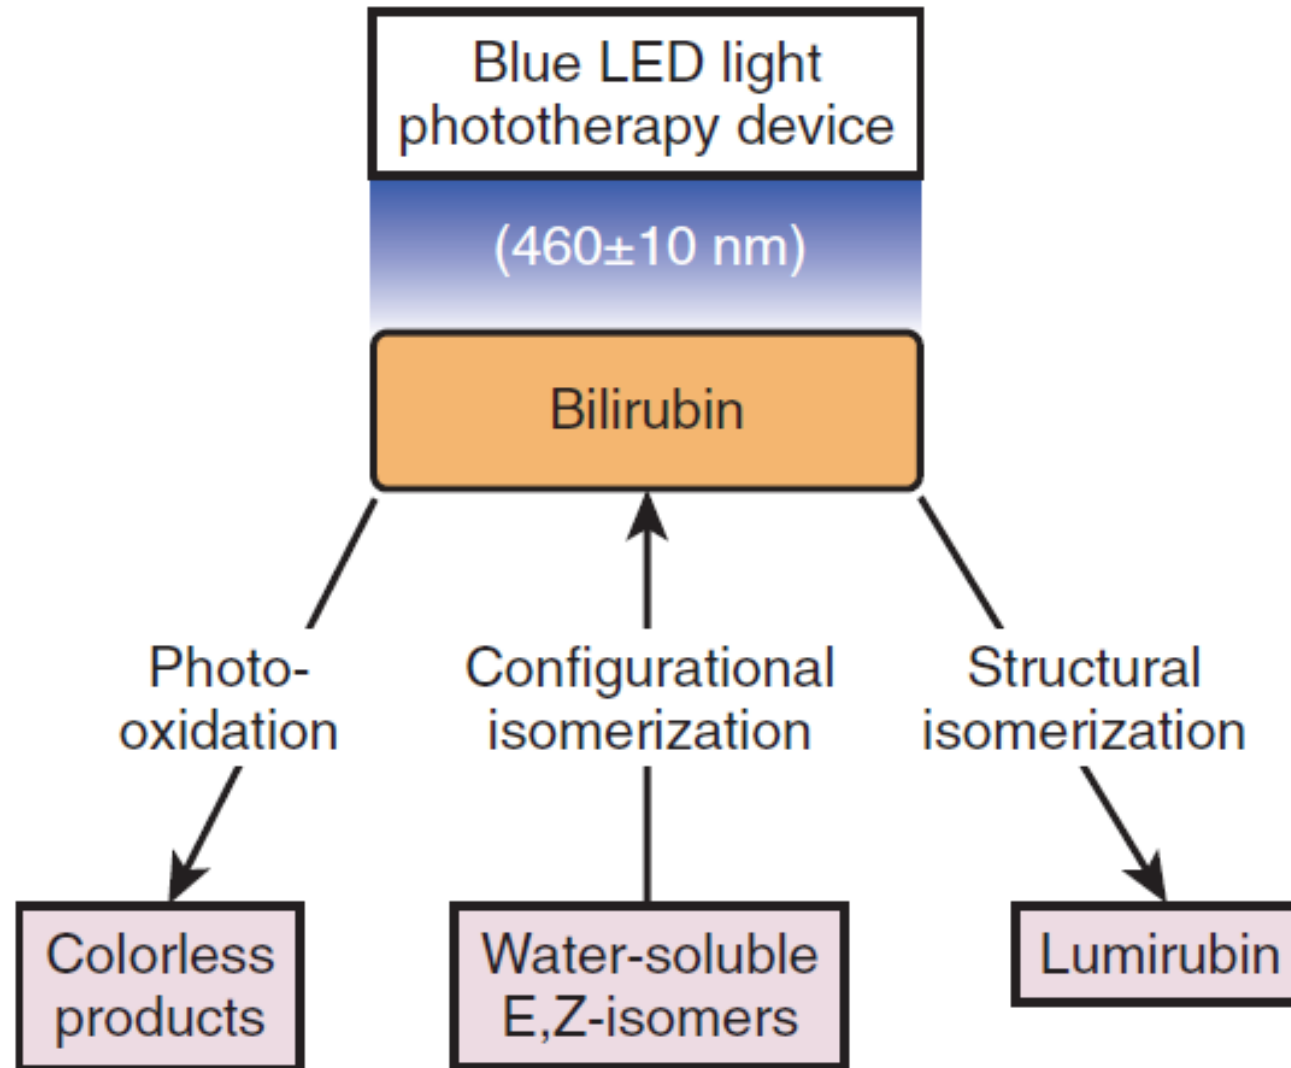 Blue LED light
phototherapy device
(460±10 nm)
Bilirubin
Photo-
oxidation
Configurational
isomerization
Structural
isomerization
Colorless
products
Water-soluble
E,Z-isomers
Lumirubin